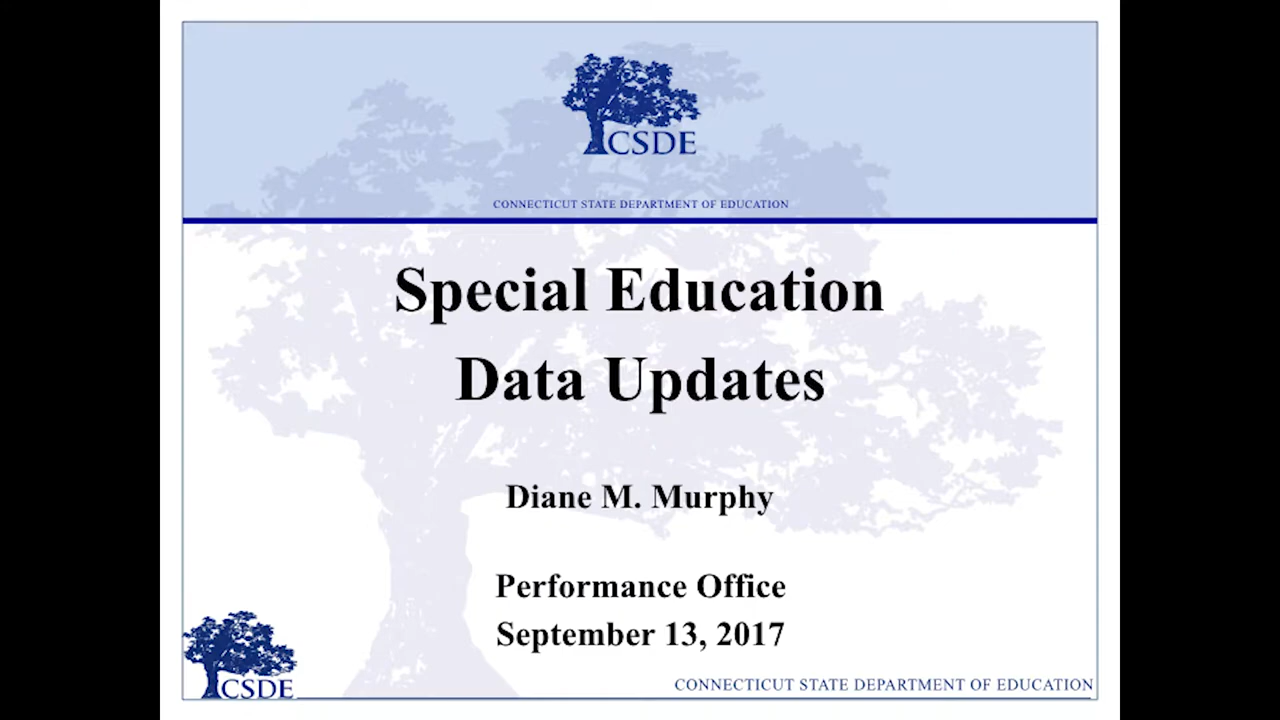 CSDE
CONNECTICUT STATE DEPARTMENT OF EDUCATION
Special Education
Data Updates
Diane M. Murphy
Performance Office
September 13, 2017
CSDE
CONNECTICUT STATE DEPARTMENT OF EDUCATION